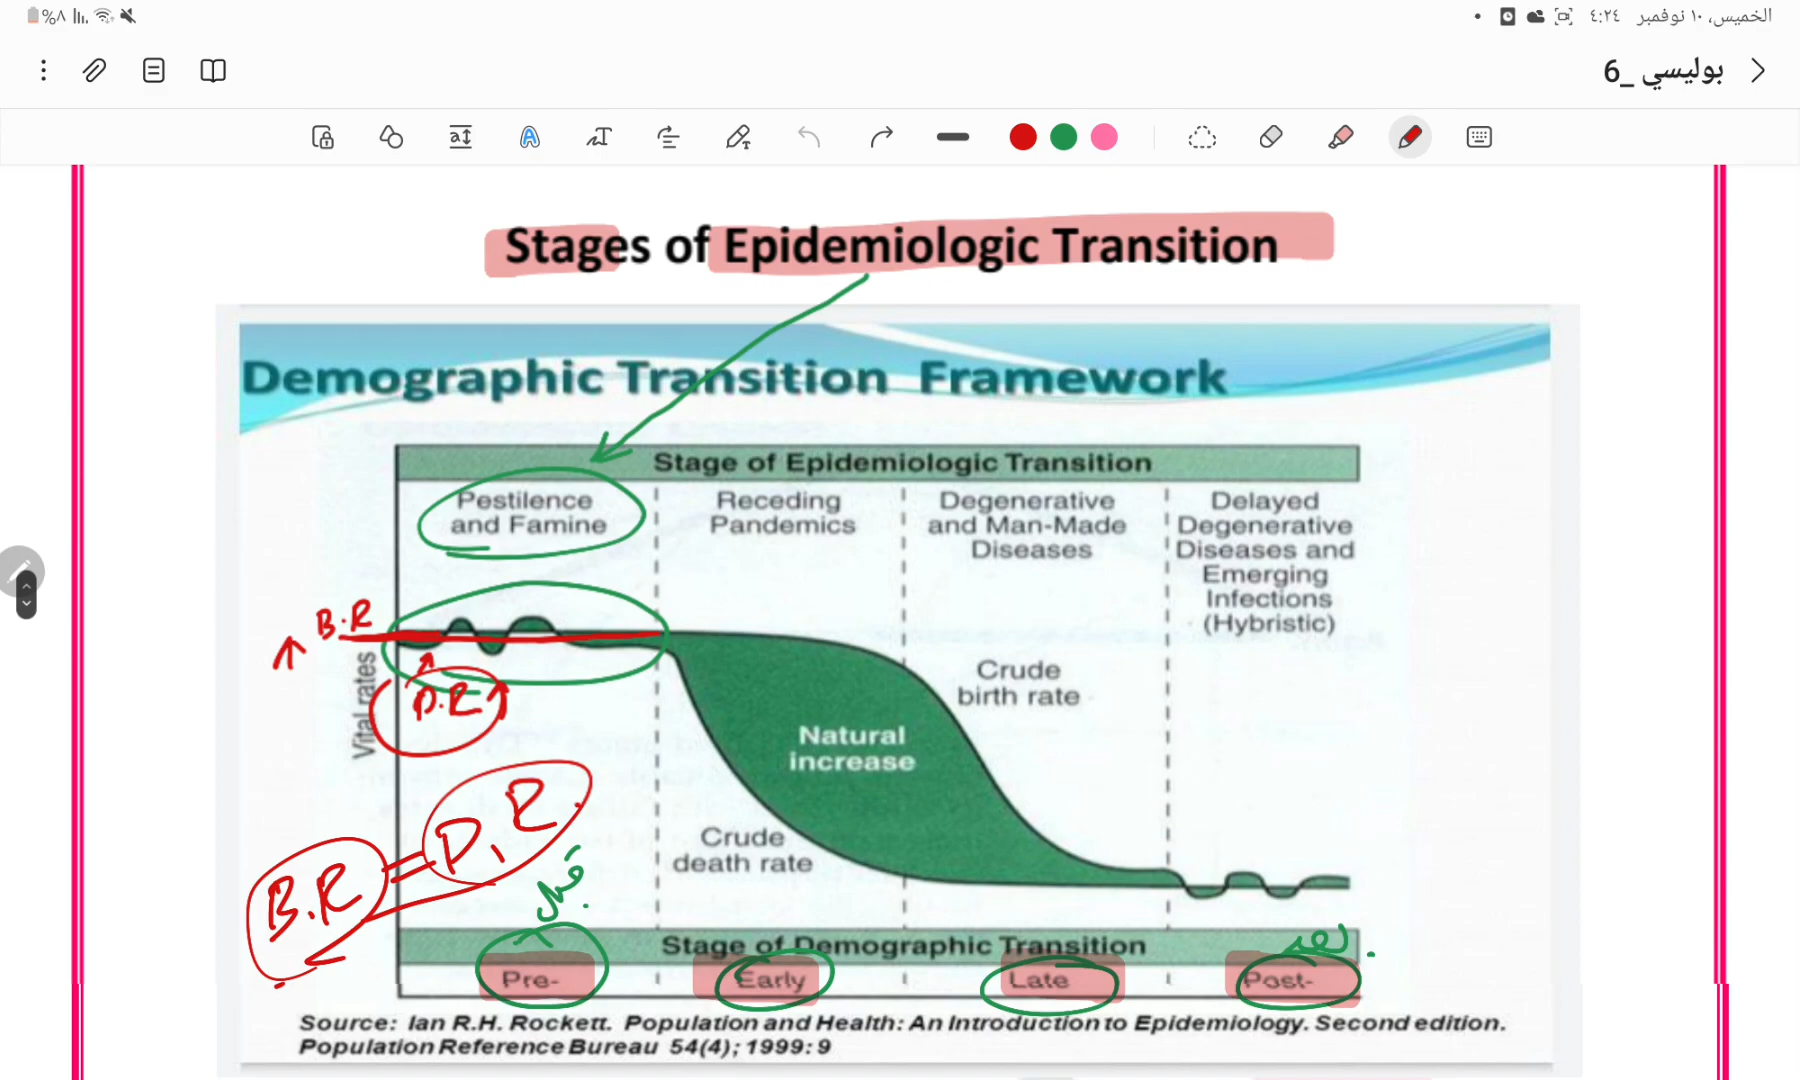 %٨
الخميس، ١٠ نوفمبر ٤:٢٤
بوليسي _6
Stages of Epidemiologic Transition
Demographic Transition Framework
Stage of Epidemiologic Transition
Pestilence and Famine
Receding Pandemics
Degenerative and Man-Made Diseases
Delayed Degenerative Diseases and Emerging Infections (Hybristic)
B.R
Vital rates
D.R
Crude birth rate
Natural increase
Crude death rate
B.R = D.R
قبل
بعد
Stage of Demographic Transition
Pre-
Early
Late
Post-
Source: Ian R.H. Rockett. Population and Health: An Introduction to Epidemiology. Second edition.
Population Reference Bureau 54(4); 1999:9